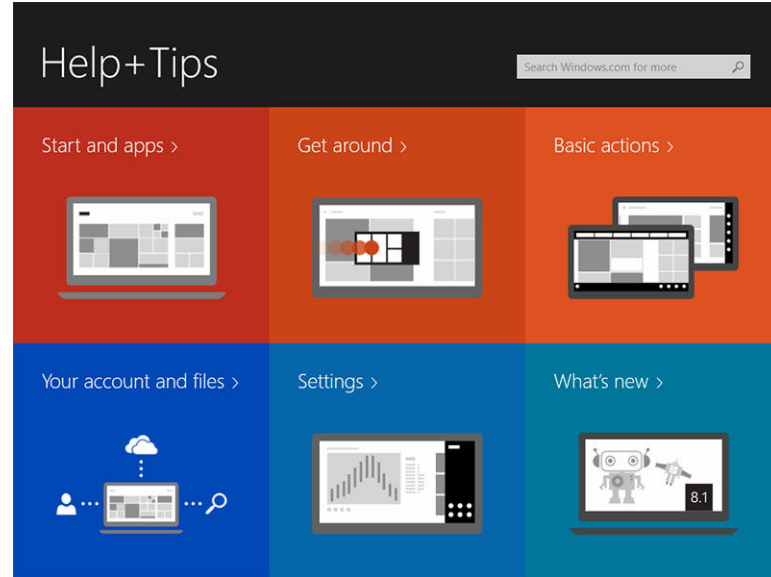 Help+Tips
Search Windows.com for more
Start and apps >
Get around >
Basic actions >
Your account and files >
Settings >
What's new >
8.1